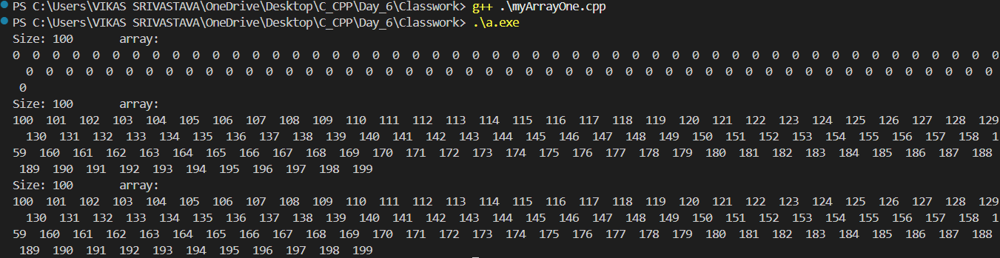 PS C:\Users\VIKAS SRIVASTAVA\OneDrive\Desktop\C_CPP\Day_6\Classwork> g++ .\myArrayOne.cpp
PS C:\Users\VIKAS SRIVASTAVA\OneDrive\Desktop\C_CPP\Day_6\Classwork> .\a.exe
Size: 100 array:
0 0 0 0 0 0 0 0 0 0 0 0 0 0 0 0 0 0 0 0 0 0 0 0 0 0 0 0 0 0 0 0 0 0 0 0 0 0 0 0 0 0 0 0 0 0 0 0 0 0
0 0 0 0 0 0 0 0 0 0 0 0 0 0 0 0 0 0 0 0 0 0 0 0 0 0 0 0 0 0 0 0 0 0 0 0 0 0 0 0 0 0 0 0 0 0 0 0 0
0
Size: 100 array:
100 101 102 103 104 105 106 107 108 109 110 111 112 113 114 115 116 117 118 119 120 121 122 123 124 125 126 127 128 129
130 131 132 133 134 135 136 137 138 139 140 141 142 143 144 145 146 147 148 149 150 151 152 153 154 155 156 157 158 1
59 160 161 162 163 164 165 166 167 168 169 170 171 172 173 174 175 176 177 178 179 180 181 182 183 184 185 186 187 188
189 190 191 192 193 194 195 196 197 198 199
Size: 100 array:
100 101 102 103 104 105 106 107 108 109 110 111 112 113 114 115 116 117 118 119 120 121 122 123 124 125 126 127 128 129
130 131 132 133 134 135 136 137 138 139 140 141 142 143 144 145 146 147 148 149 150 151 152 153 154 155 156 157 158 1
59 160 161 162 163 164 165 166 167 168 169 170 171 172 173 174 175 176 177 178 179 180 181 182 183 184 185 186 187 188
189 190 191 192 193 194 195 196 197 198 199